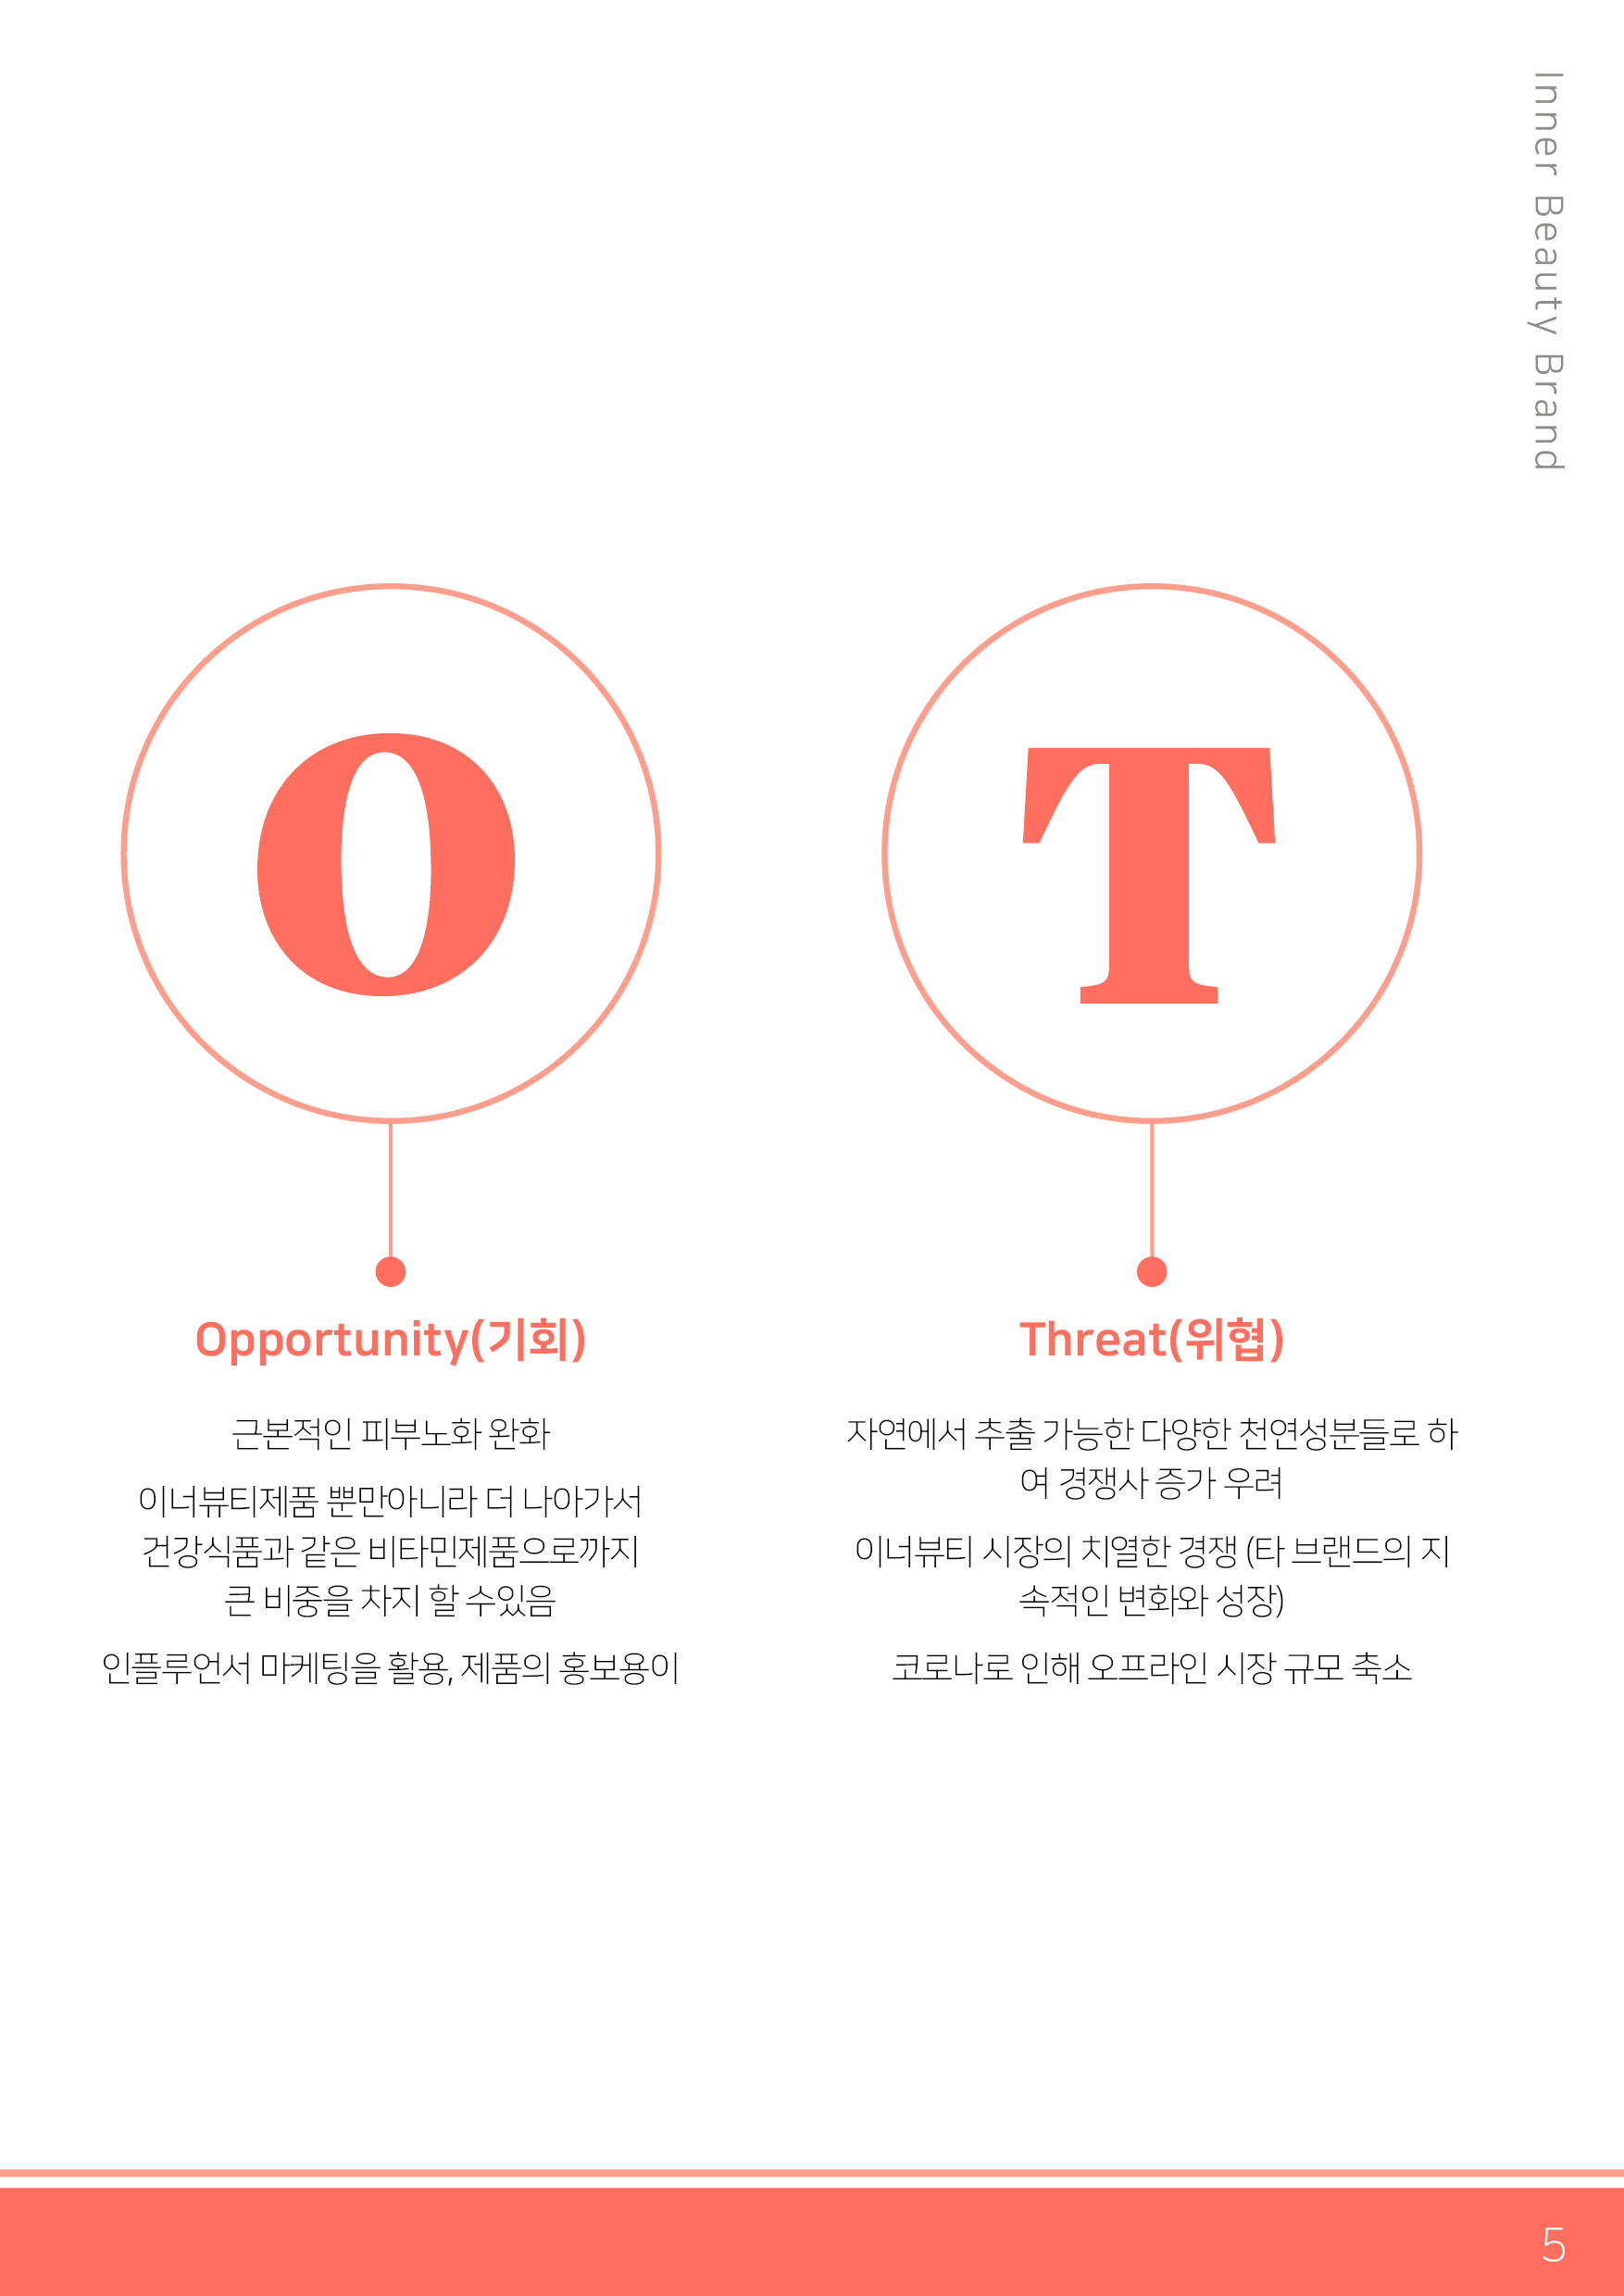 Inner Beauty Brand
O
T
Opportunity(기회)
근본적인 피부노화 완화
이너뷰티제품 뿐만아니라 더 나아가서
건강식품과 같은 비타민제품으로까지
큰 비중을 차지 할 수있음
인플루언서 마케팅을 활용, 제품의 홍보용이
Threat(위협)
자연에서 추출 가능한 다양한 천연성분들로 하
여 경쟁사 증가 우려
이너뷰티 시장의 치열한 경쟁 (타 브랜드의 지
속적인 변화와 성장)
코로나로 인해 오프라인 시장 규모 축소
5